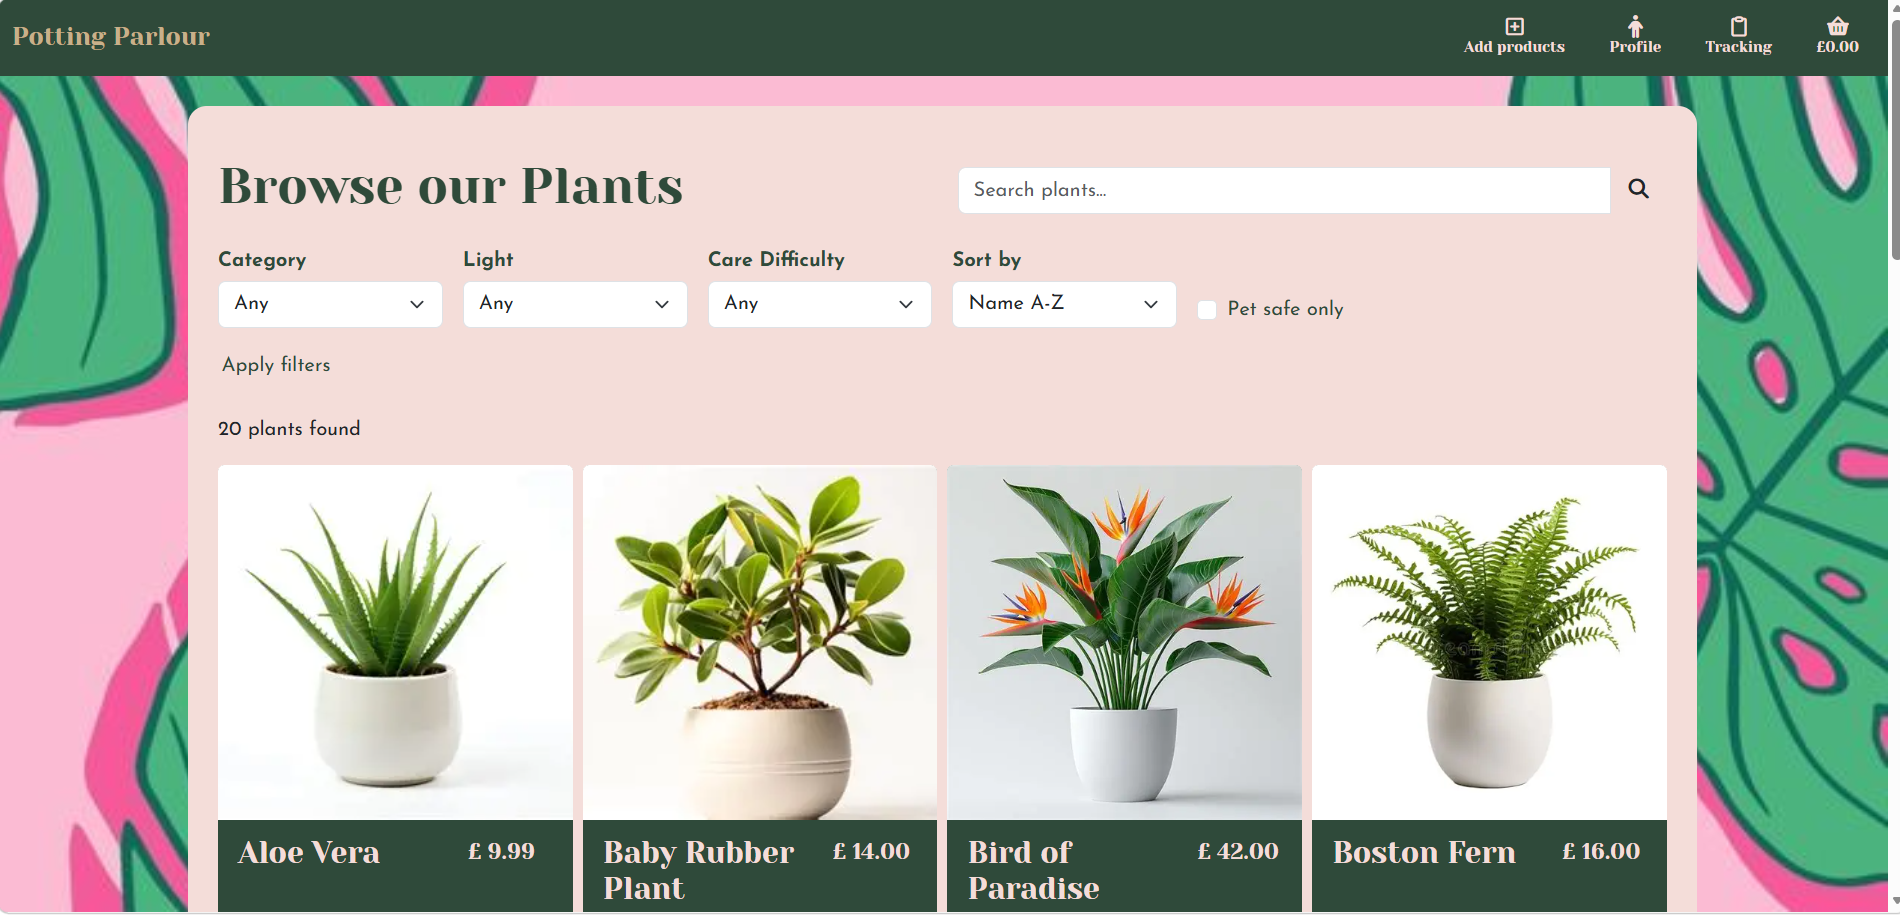 Potting Parlour
Add products
Profile
Tracking
£0.00
Browse our Plants
Search plants...
Category
Light
Care Difficulty
Sort by
Any
Any
Any
Name A-Z
Pet safe only
Apply filters
20 plants found
Aloe Vera
£ 9.99
Baby Rubber
Plant
£ 14.00
Bird of
Paradise
£ 42.00
Boston Fern
£ 16.00